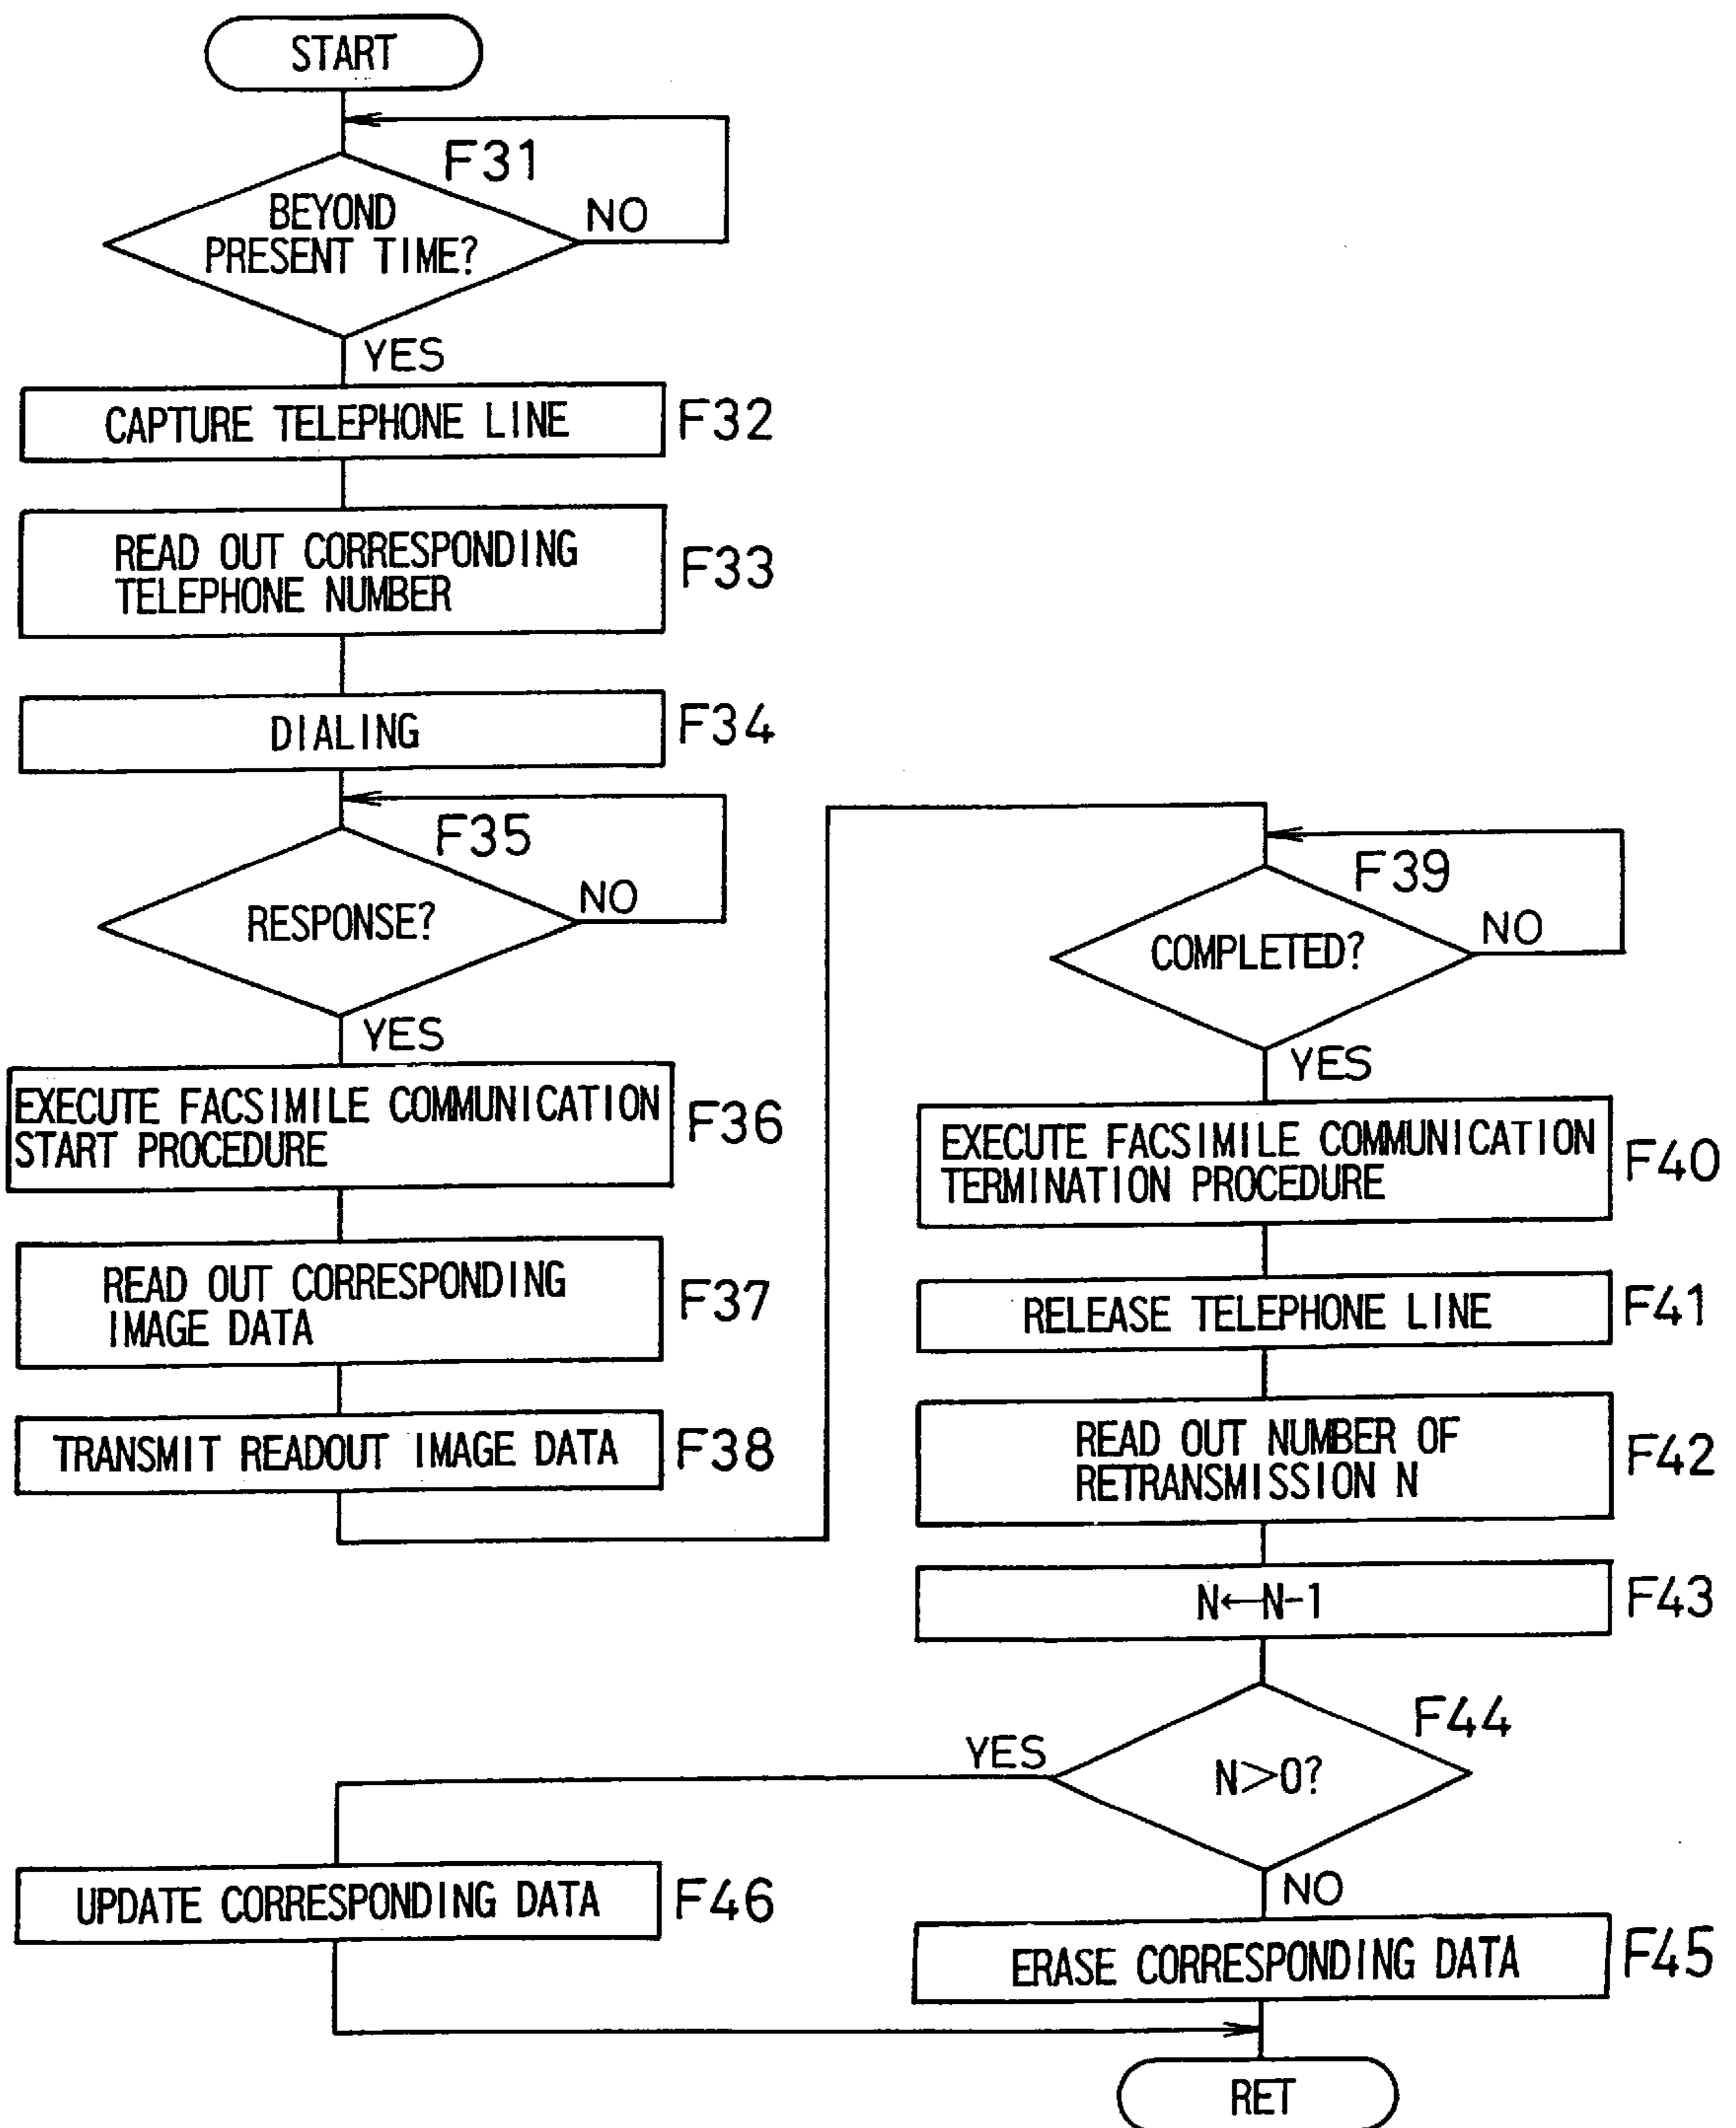 START
F31
BEYOND
PRESENT TIME?
NO
YES
CAPTURE TELEPHONE LINE
F32
READ OUT CORRESPONDING
TELEPHONE NUMBER
F33
DIALING
F34
F35
RESPONSE?
NO
YES
EXECUTE FACSIMILE COMMUNICATION
START PROCEDURE
F36
READ OUT CORRESPONDING
IMAGE DATA
F37
TRANSMIT READOUT IMAGE DATA
F38
F39
COMPLETED?
NO
YES
EXECUTE FACSIMILE COMMUNICATION
TERMINATION PROCEDURE
F40
RELEASE TELEPHONE LINE
F41
READ OUT NUMBER OF
RETRANSMISSION N
F42
N←N-1
F43
F44
N>0?
YES
NO
UPDATE CORRESPONDING DATA
F46
ERASE CORRESPONDING DATA
F45
RET